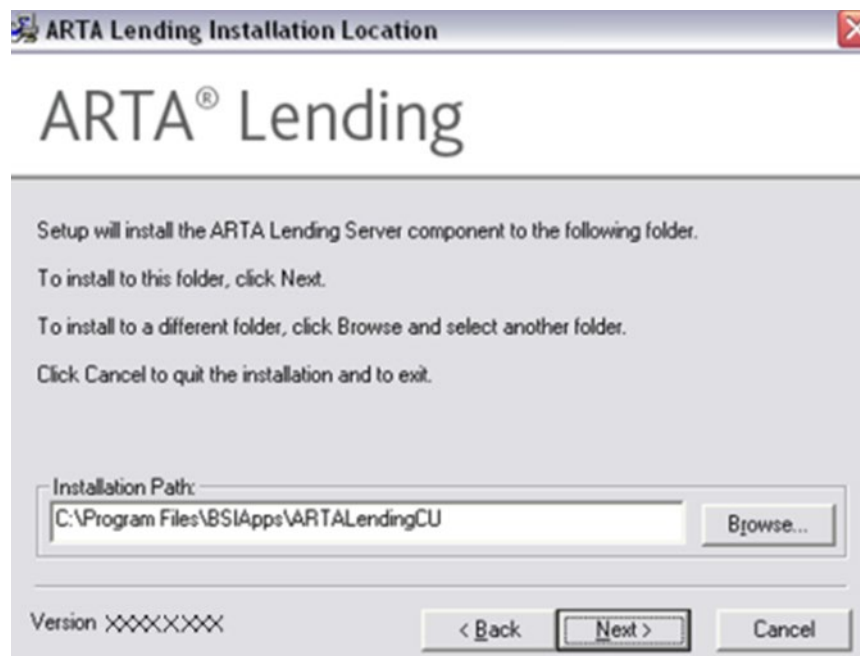 ARTA Lending Installation Location
ARTA® Lending
Setup will install the ARTA Lending Server component to the following folder.
To install to this folder, click Next.
To install to a different folder, click Browse and select another folder.
Click Cancel to quit the installation and to exit.
Installation Path:
C:\Program Files\BSIApps\ARTALendingCU
Browse...
Version XXXXXXX
< Back
Next >
Cancel